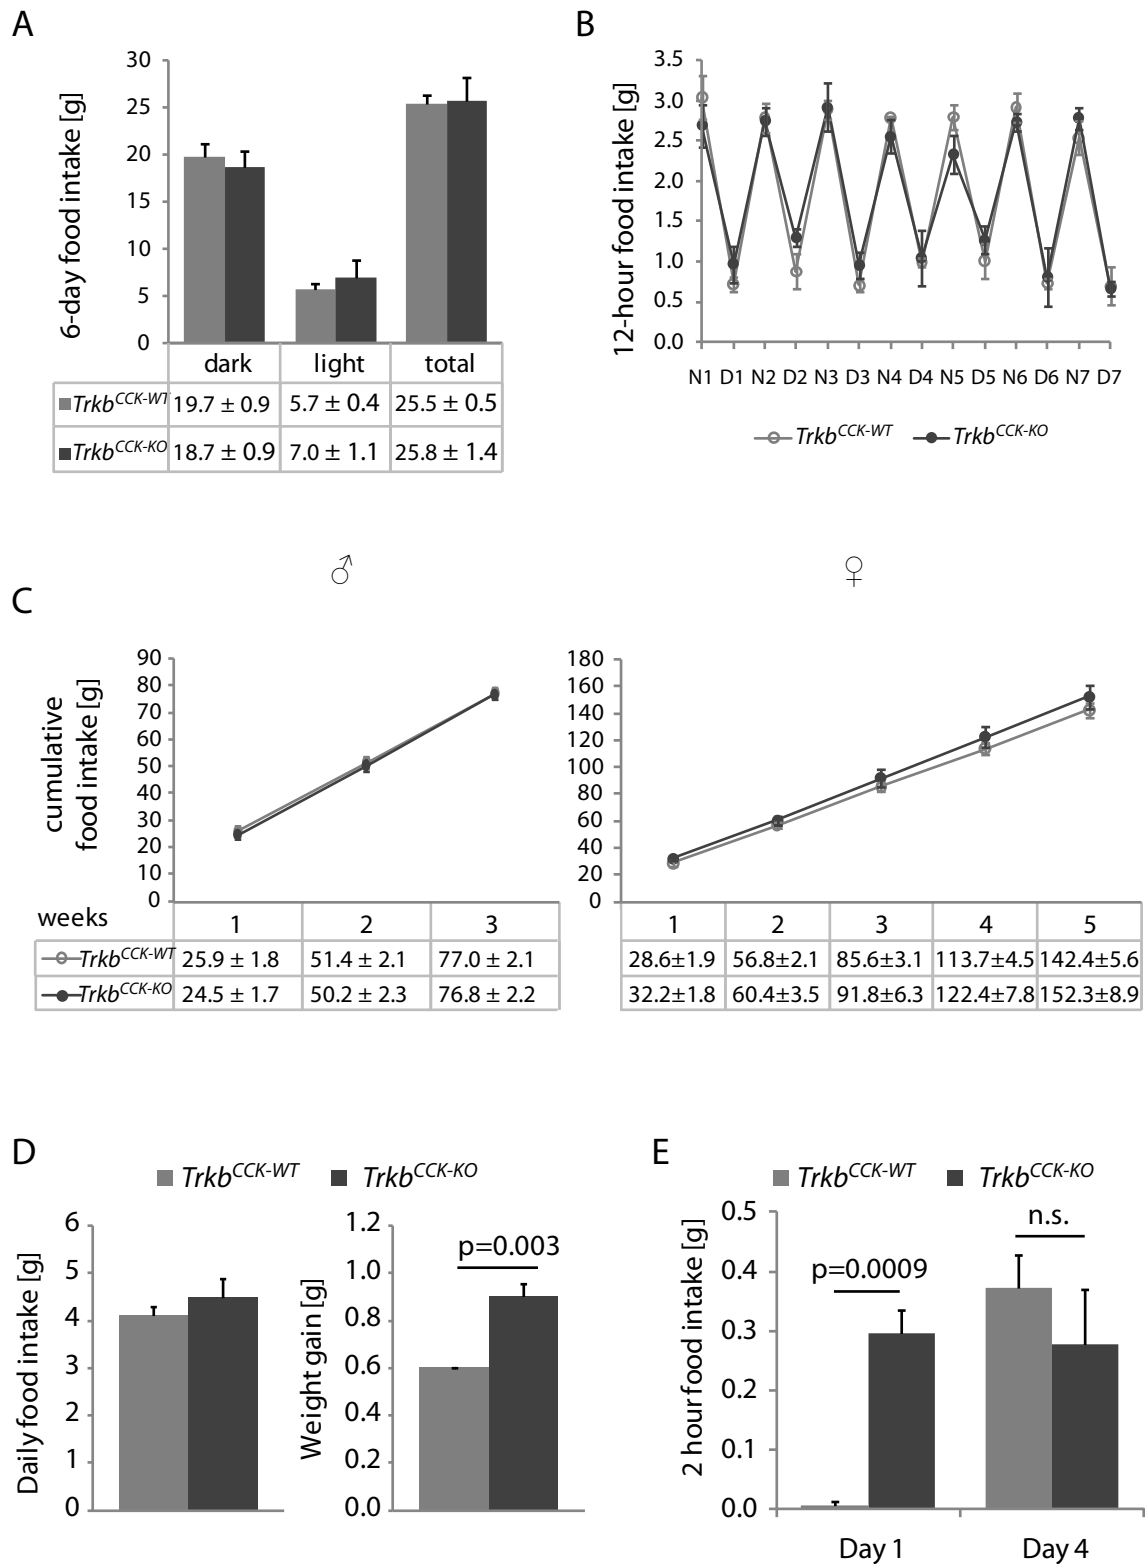 A
6-day food intake [g]
30
25
20
15
10
5
0
dark light total
Trkb^CCK-WT 19.7 ± 0.9 5.7 ± 0.4 25.5 ± 0.5
Trkb^CCK-KO 18.7 ± 0.9 7.0 ± 1.1 25.8 ± 1.4
B
12-hour food intake [g]
3.5
3.0
2.5
2.0
1.5
1.0
0.5
0.0
N1 D1 N2 D2 N3 D3 N4 D4 N5 D5 N6 D6 N7 D7
Trkb^CCK-WT Trkb^CCK-KO
♂ ♀
C
cumulative
food intake [g]
90
80
70
60
50
40
30
20
10
0
weeks 1 2 3
Trkb^CCK-WT 25.9 ± 1.8 51.4 ± 2.1 77.0 ± 2.1
Trkb^CCK-KO 24.5 ± 1.7 50.2 ± 2.3 76.8 ± 2.2
180
160
140
120
100
80
60
40
20
0
1 2 3 4 5
28.6±1.9 56.8±2.1 85.6±3.1 113.7±4.5 142.4±5.6
32.2±1.8 60.4±3.5 91.8±6.3 122.4±7.8 152.3±8.9
D
Trkb^CCK-WT Trkb^CCK-KO
Daily food intake [g]
6
5
4
3
2
1
0
Weight gain [g]
1.2
1.0
0.8
0.6
0.4
0.2
0.0
p=0.003
E
Trkb^CCK-WT Trkb^CCK-KO
2 hour food intake [g]
0.5
0.4
0.3
0.2
0.1
0.0
p=0.0009
n.s.
Day 1 Day 4